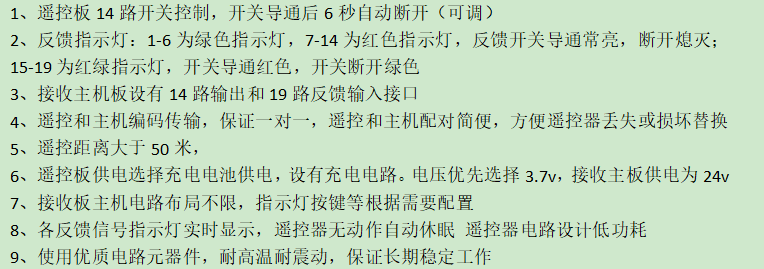 1、遥控板 14 路开关控制，开关导通后 6 秒自动断开（可调）
2、反馈指示灯：1-6 为绿色指示灯，7-14 为红色指示灯，反馈开关导通常亮，断开熄灭；
15-19 为红绿指示灯，开关导通红色，开关断开绿色
3、接收主机板设有 14 路输出和 19 路反馈输入接口
4、遥控和主机编码传输，保证一对一，遥控和主机配对简便，方便遥控器丢失或损坏替换
5、遥控距离大于 50 米，
6、遥控板供电选择充电电池供电，设有充电电路。电压优先选择 3.7v，接收主板供电为 24v
7、接收板主机电路布局不限，指示灯按键等根据需要配置
8、各反馈信号指示灯实时显示，遥控器无动作自动休眠 遥控器电路设计低功耗
9、使用优质电路元器件，耐高温耐震动，保证长期稳定工作